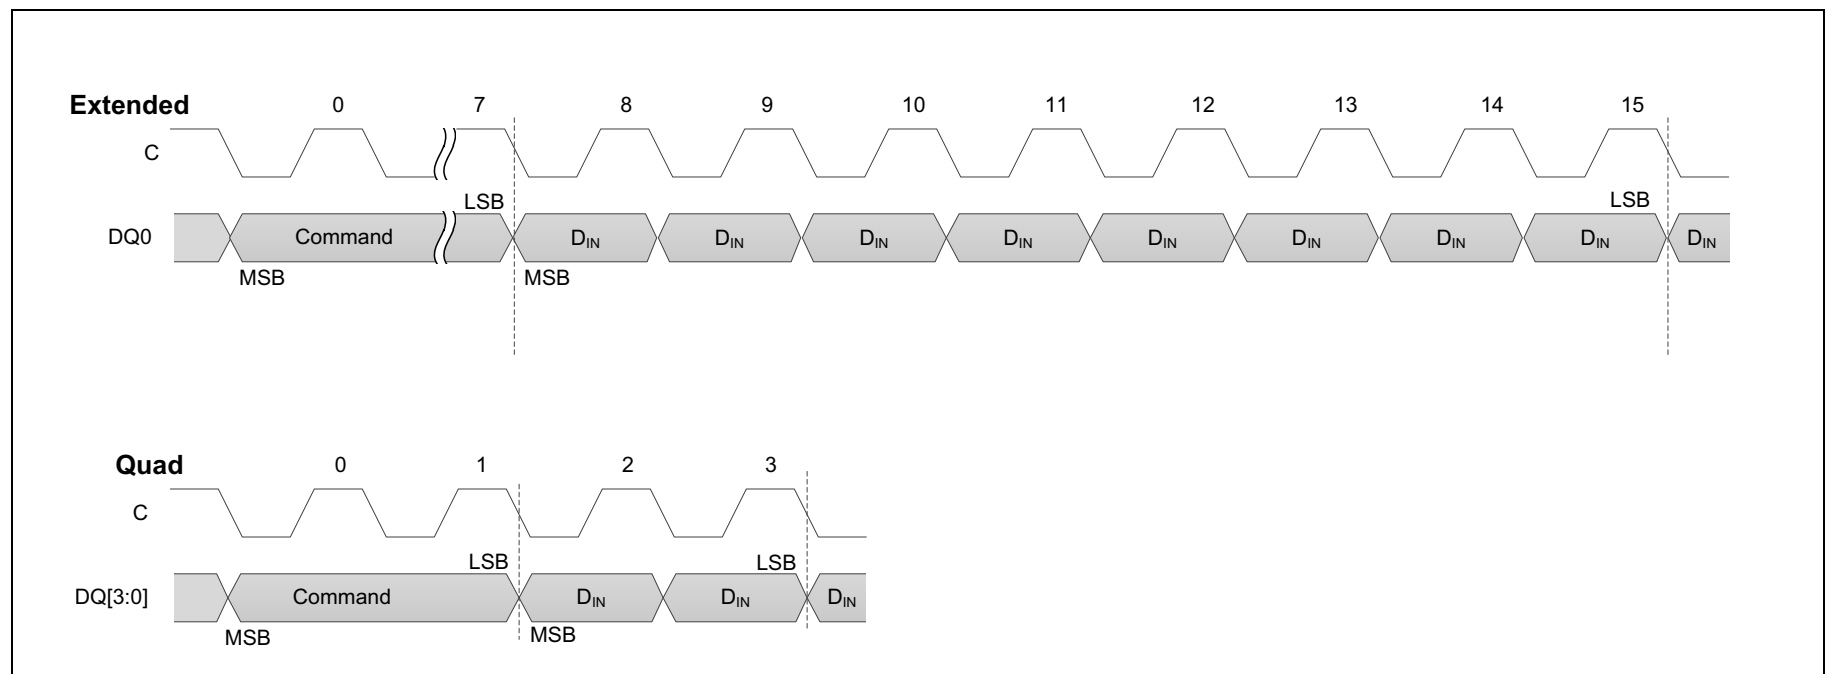 Extended 0 7 8 9 10 11 12 13 14 15
C
LSB LSB
DQ0 Command DIN DIN DIN DIN DIN DIN DIN DIN DIN
MSB MSB
Quad 0 1 2 3
C
LSB LSB
DQ[3:0] Command DIN DIN DIN
MSB MSB